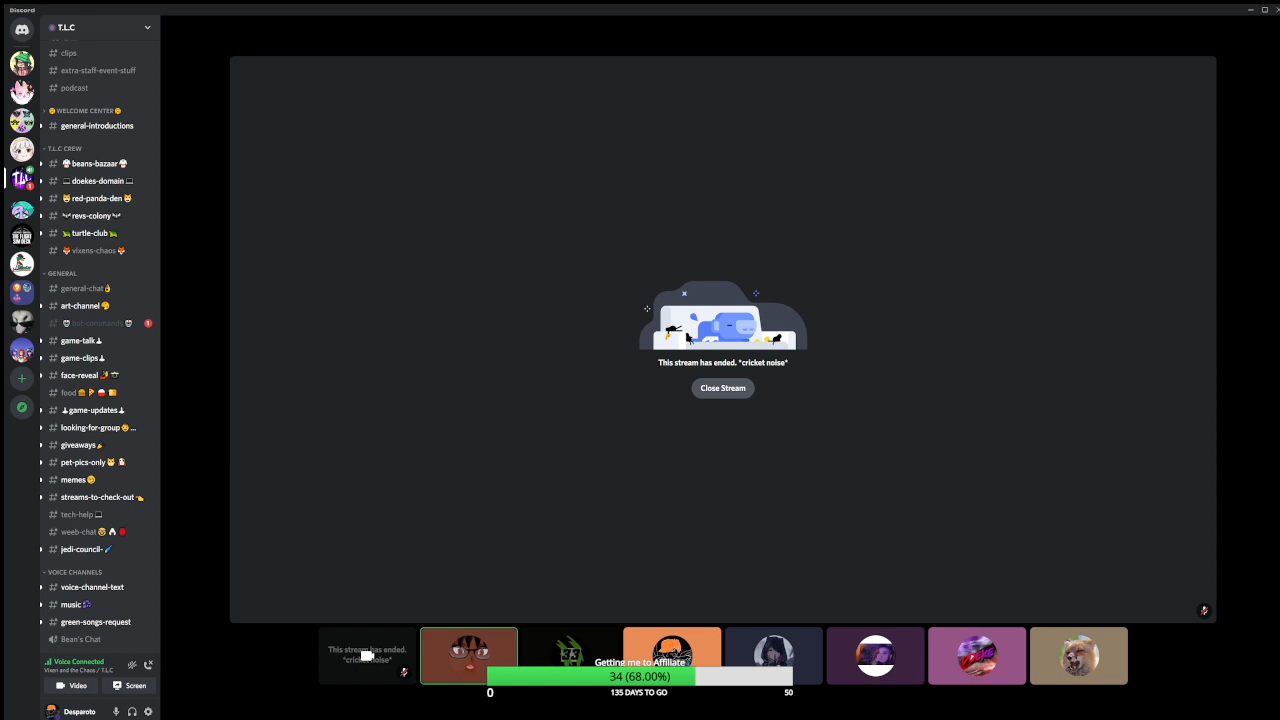 Discord
T.L.C
clips
extra-staff-event-stuff
podcast
WELCOME CENTER
general-introductions
T.L.C CREW
beans-bazaar
doekes-domain
red-panda-den
revs-colony
turtle-club
vixens-chaos
GENERAL
general-chat
art-channel
bot-commands
1
game-talk
game-clips
face-reveal
food
game-updates
looking-for-group ...
giveaways
pet-pics-only
memes
streams-to-check-out
tech-help
weeb-chat
jedi-council-
VOICE CHANNELS
voice-channel-text
music
green-songs-request
Bean's Chat
Voice Connected
Vixen and the Chaos / T.L.C
Video
Screen
Desparoto
This stream has ended. *cricket noise*
Close Stream
This stream has ended.
*cricket noise*
Getting me to Affiliate
34 (68.00%)
0
135 DAYS TO GO
50